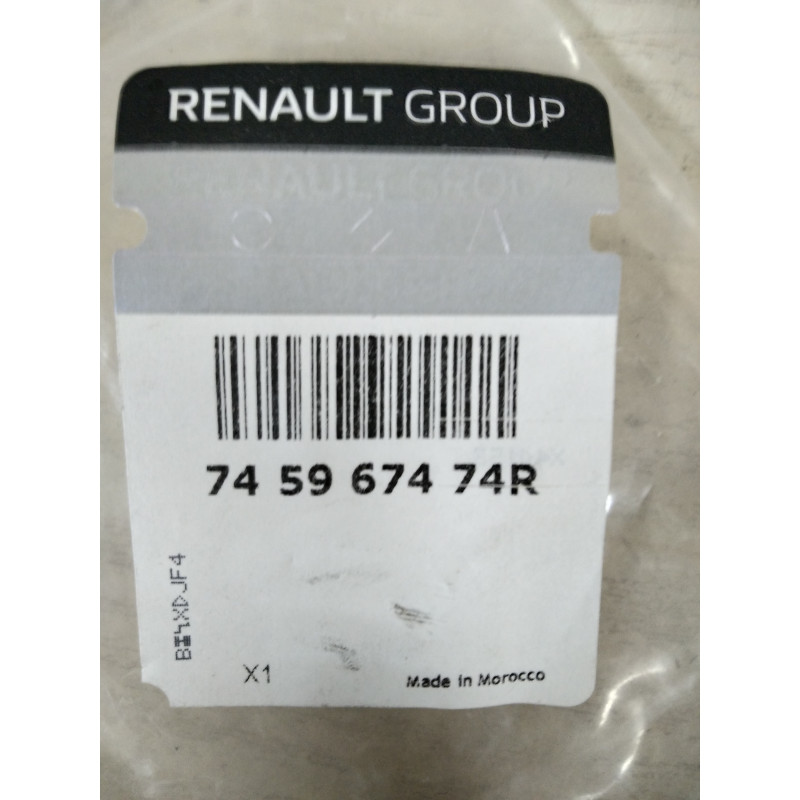 RENAULT GROUP
74 59 674 74R
X1
Made in Morocco